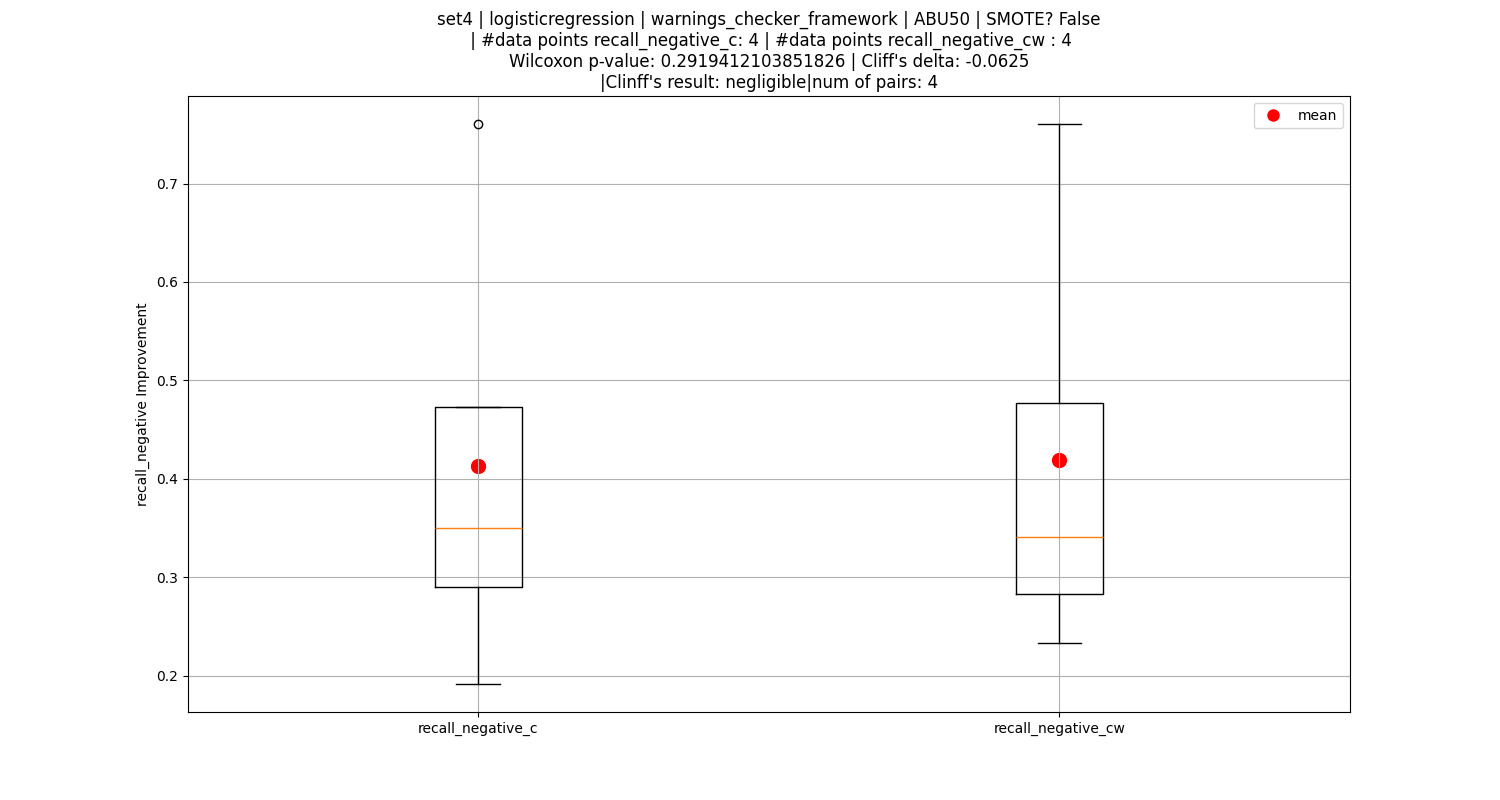 set4 | logisticregression | warnings_checker_framework | ABU50 | SMOTE? False
| #data points recall_negative_c: 4 | #data points recall_negative_cw : 4
Wilcoxon p-value: 0.2919412103851826 | Cliff's delta: -0.0625
|Clinff's result: negligible|num of pairs: 4
mean
0.7
0.6
0.5
0.4
0.3
0.2
recall_negative Improvement
recall_negative_c
recall_negative_cw